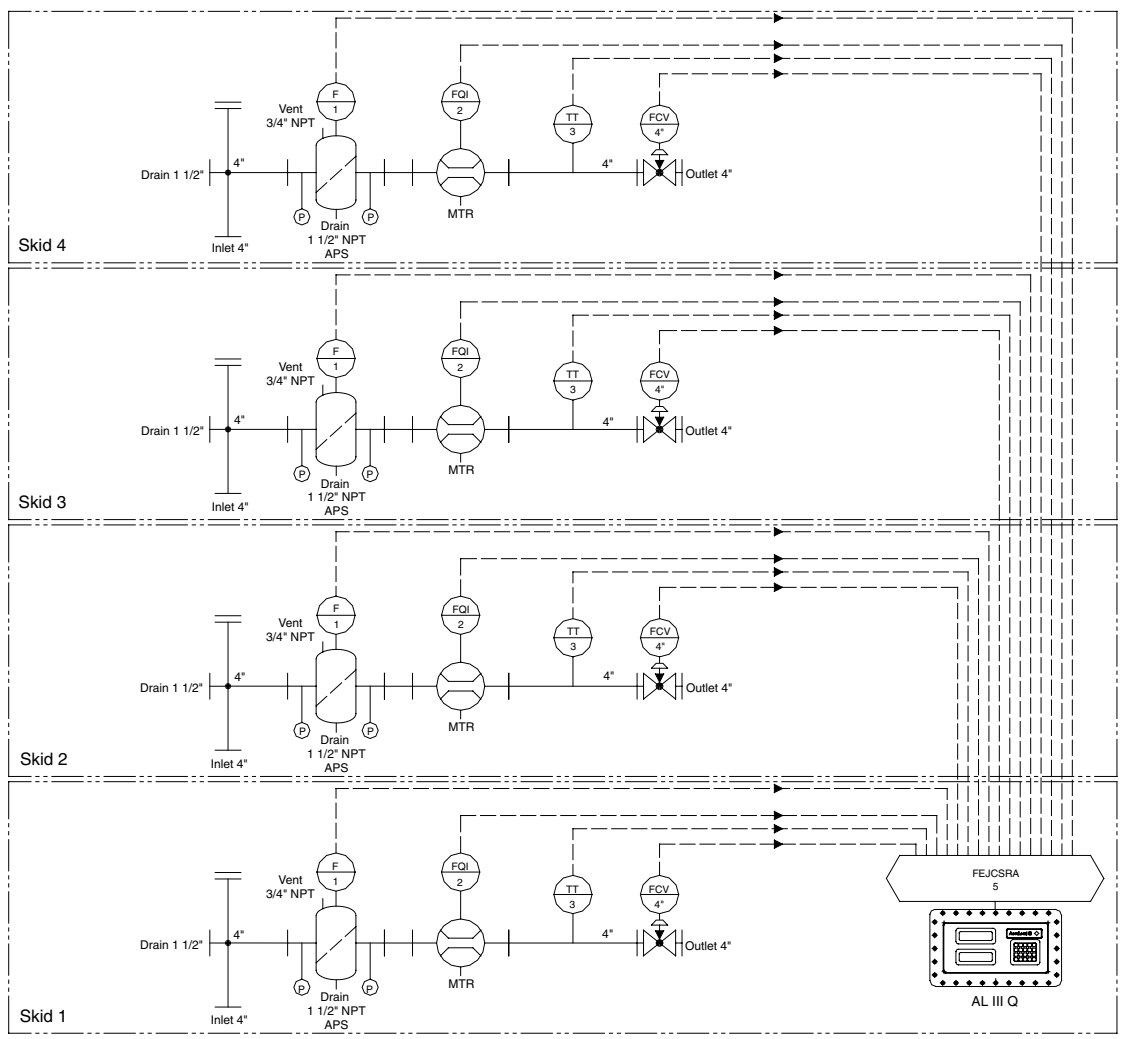 F
1
FQI
2
Vent
3/4" NPT
TT
3
FCV
4"
4"
4"
Drain 1 1/2"
Outlet 4"
P
P
MTR
Drain
1 1/2" NPT
APS
Inlet 4"
Skid 4
F
1
FQI
2
Vent
3/4" NPT
TT
3
FCV
4"
4"
4"
Drain 1 1/2"
Outlet 4"
P
P
MTR
Drain
1 1/2" NPT
APS
Inlet 4"
Skid 3
F
1
FQI
2
Vent
3/4" NPT
TT
3
FCV
4"
4"
4"
Drain 1 1/2"
Outlet 4"
P
P
MTR
Drain
1 1/2" NPT
APS
Inlet 4"
Skid 2
F
1
FQI
2
Vent
3/4" NPT
TT
3
FCV
4"
FEJCSRA
5
4"
4"
Drain 1 1/2"
Outlet 4"
P
P
MTR
Drain
1 1/2" NPT
APS
Inlet 4"
AL III Q
Skid 1